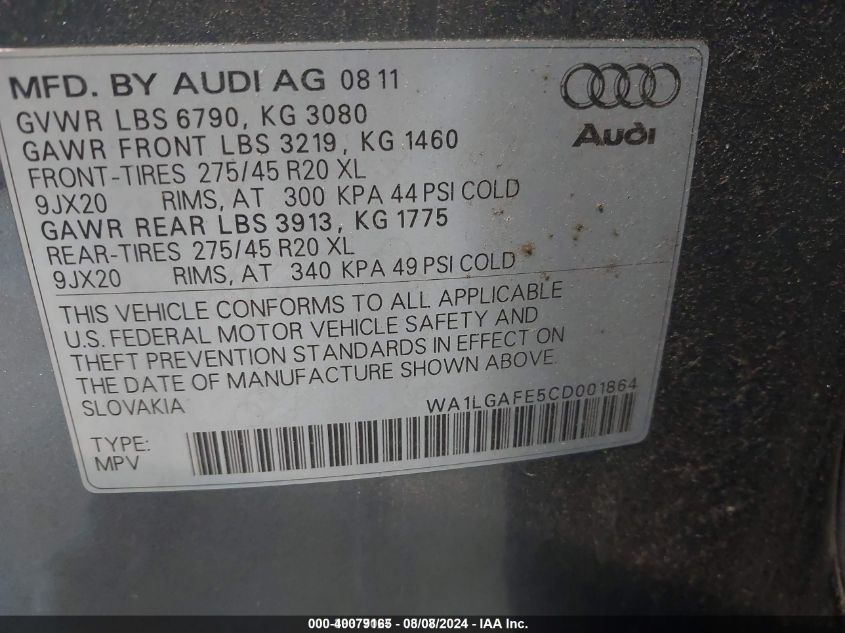 MFD. BY AUDI AG 08 11
GVWR LBS 6790, KG 3080
GAWR FRONT LBS 3219, KG 1460
FRONT-TIRES 275/45 R20 XL
9JX20 RIMS, AT 300 KPA 44 PSI COLD
GAWR REAR LBS 3913, KG 1775
REAR-TIRES 275/45 R20 XL
9JX20 RIMS, AT 340 KPA 49 PSI COLD
Audi
THIS VEHICLE CONFORMS TO ALL APPLICABLE
U.S. FEDERAL MOTOR VEHICLE SAFETY AND
THEFT PREVENTION STANDARDS IN EFFECT ON
THE DATE OF MANUFACTURE SHOWN ABOVE.
SLOVAKIA WA1LGAFE5CD001864
TYPE:
MPV
08/08/2024 - IAA Inc.